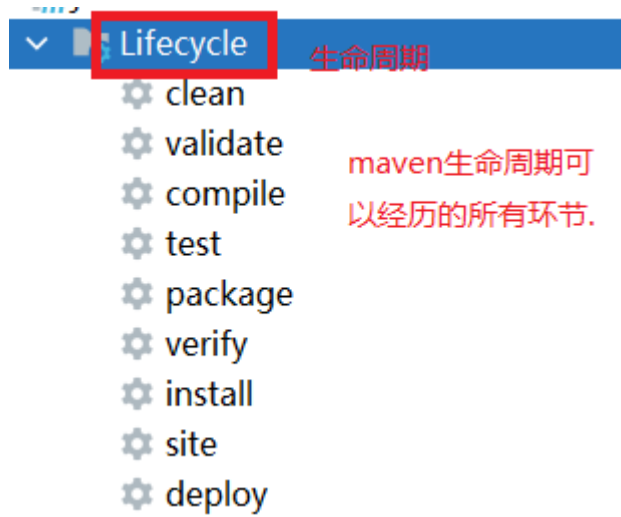 Lifecycle
生命周期
clean
validate
maven生命周期可
compile
以经历的所有环节.
test
package
verify
install
site
deploy